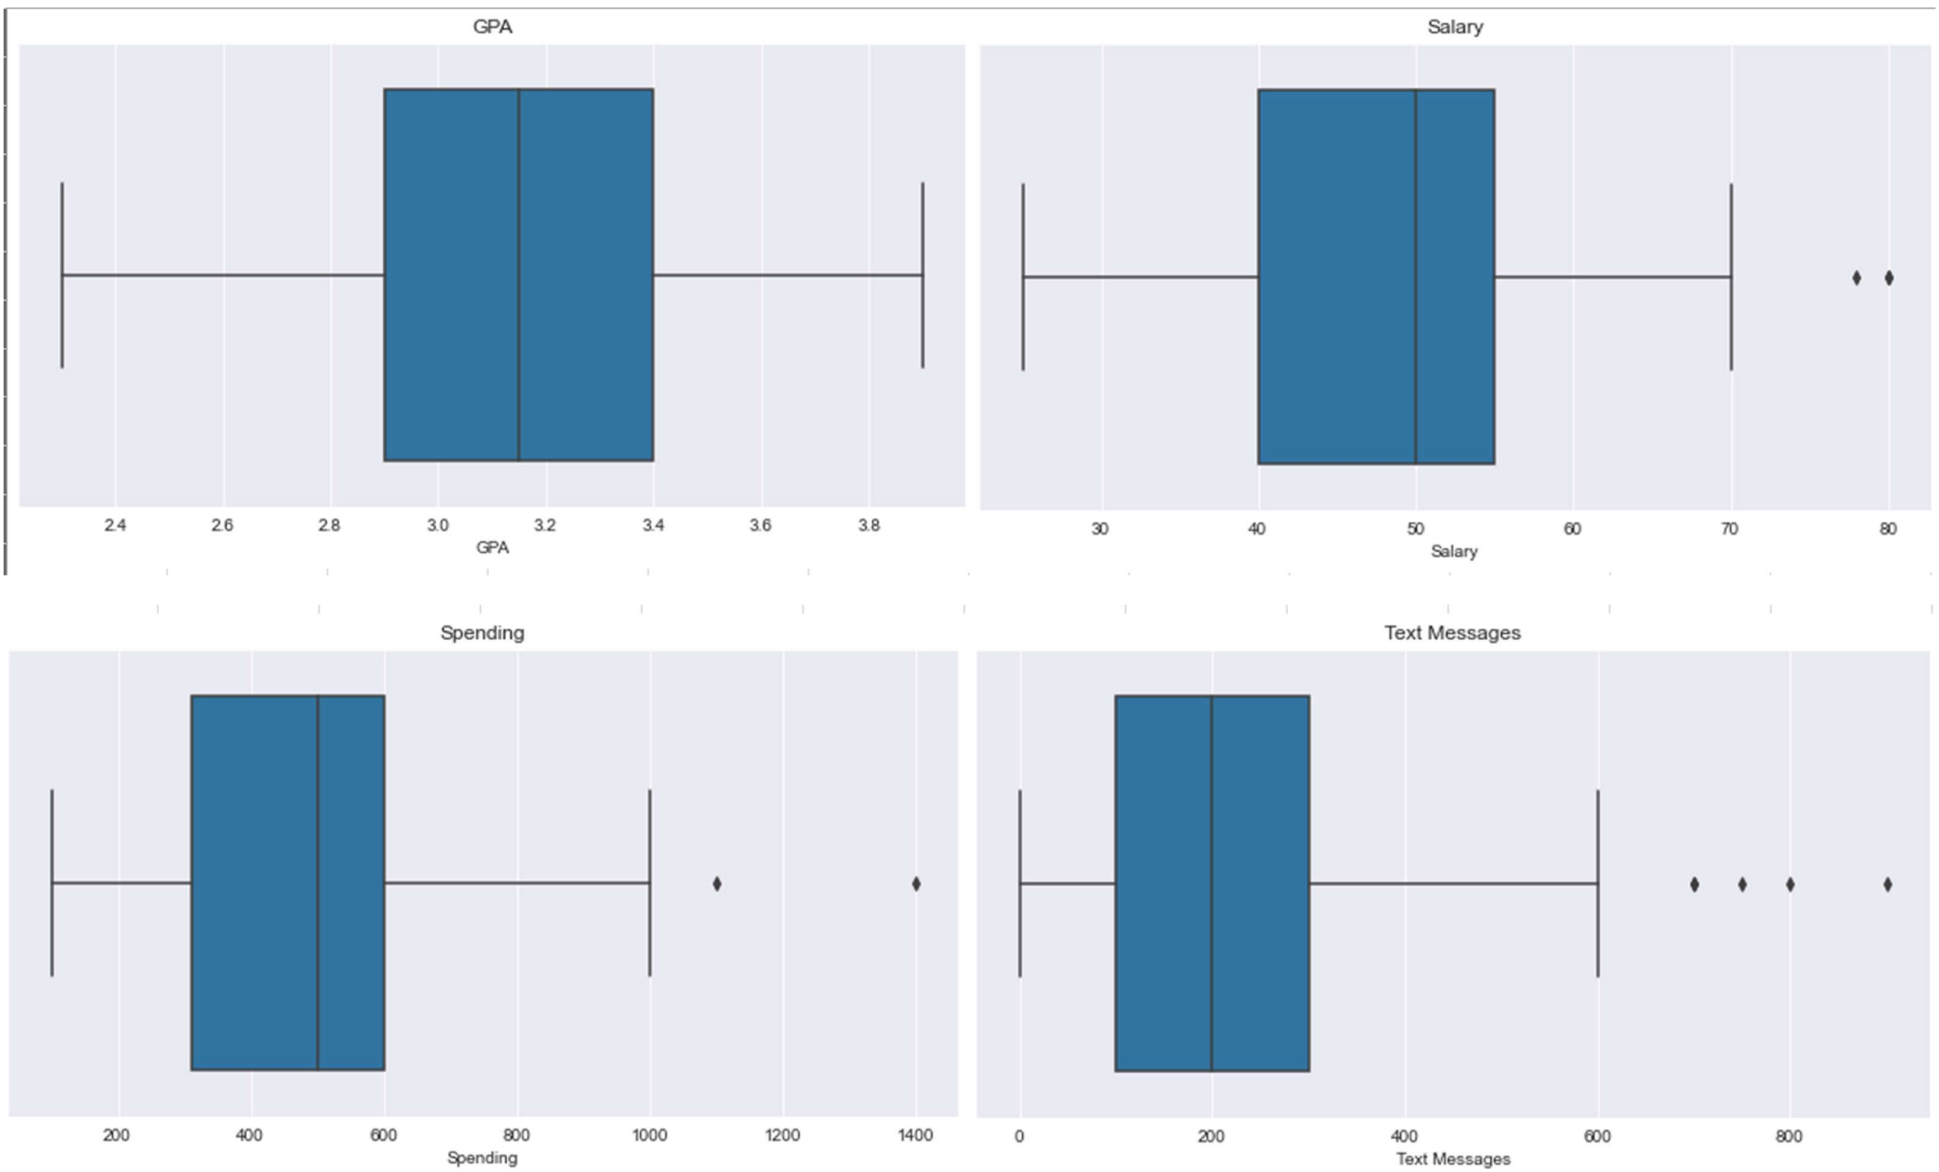 GPA
2.4 2.6 2.8 3.0 3.2 3.4 3.6 3.8
GPA
Salary
30 40 50 60 70 80
Salary
Spending
200 400 600 800 1000 1200 1400
Spending
Text Messages
0 200 400 600 800
Text Messages